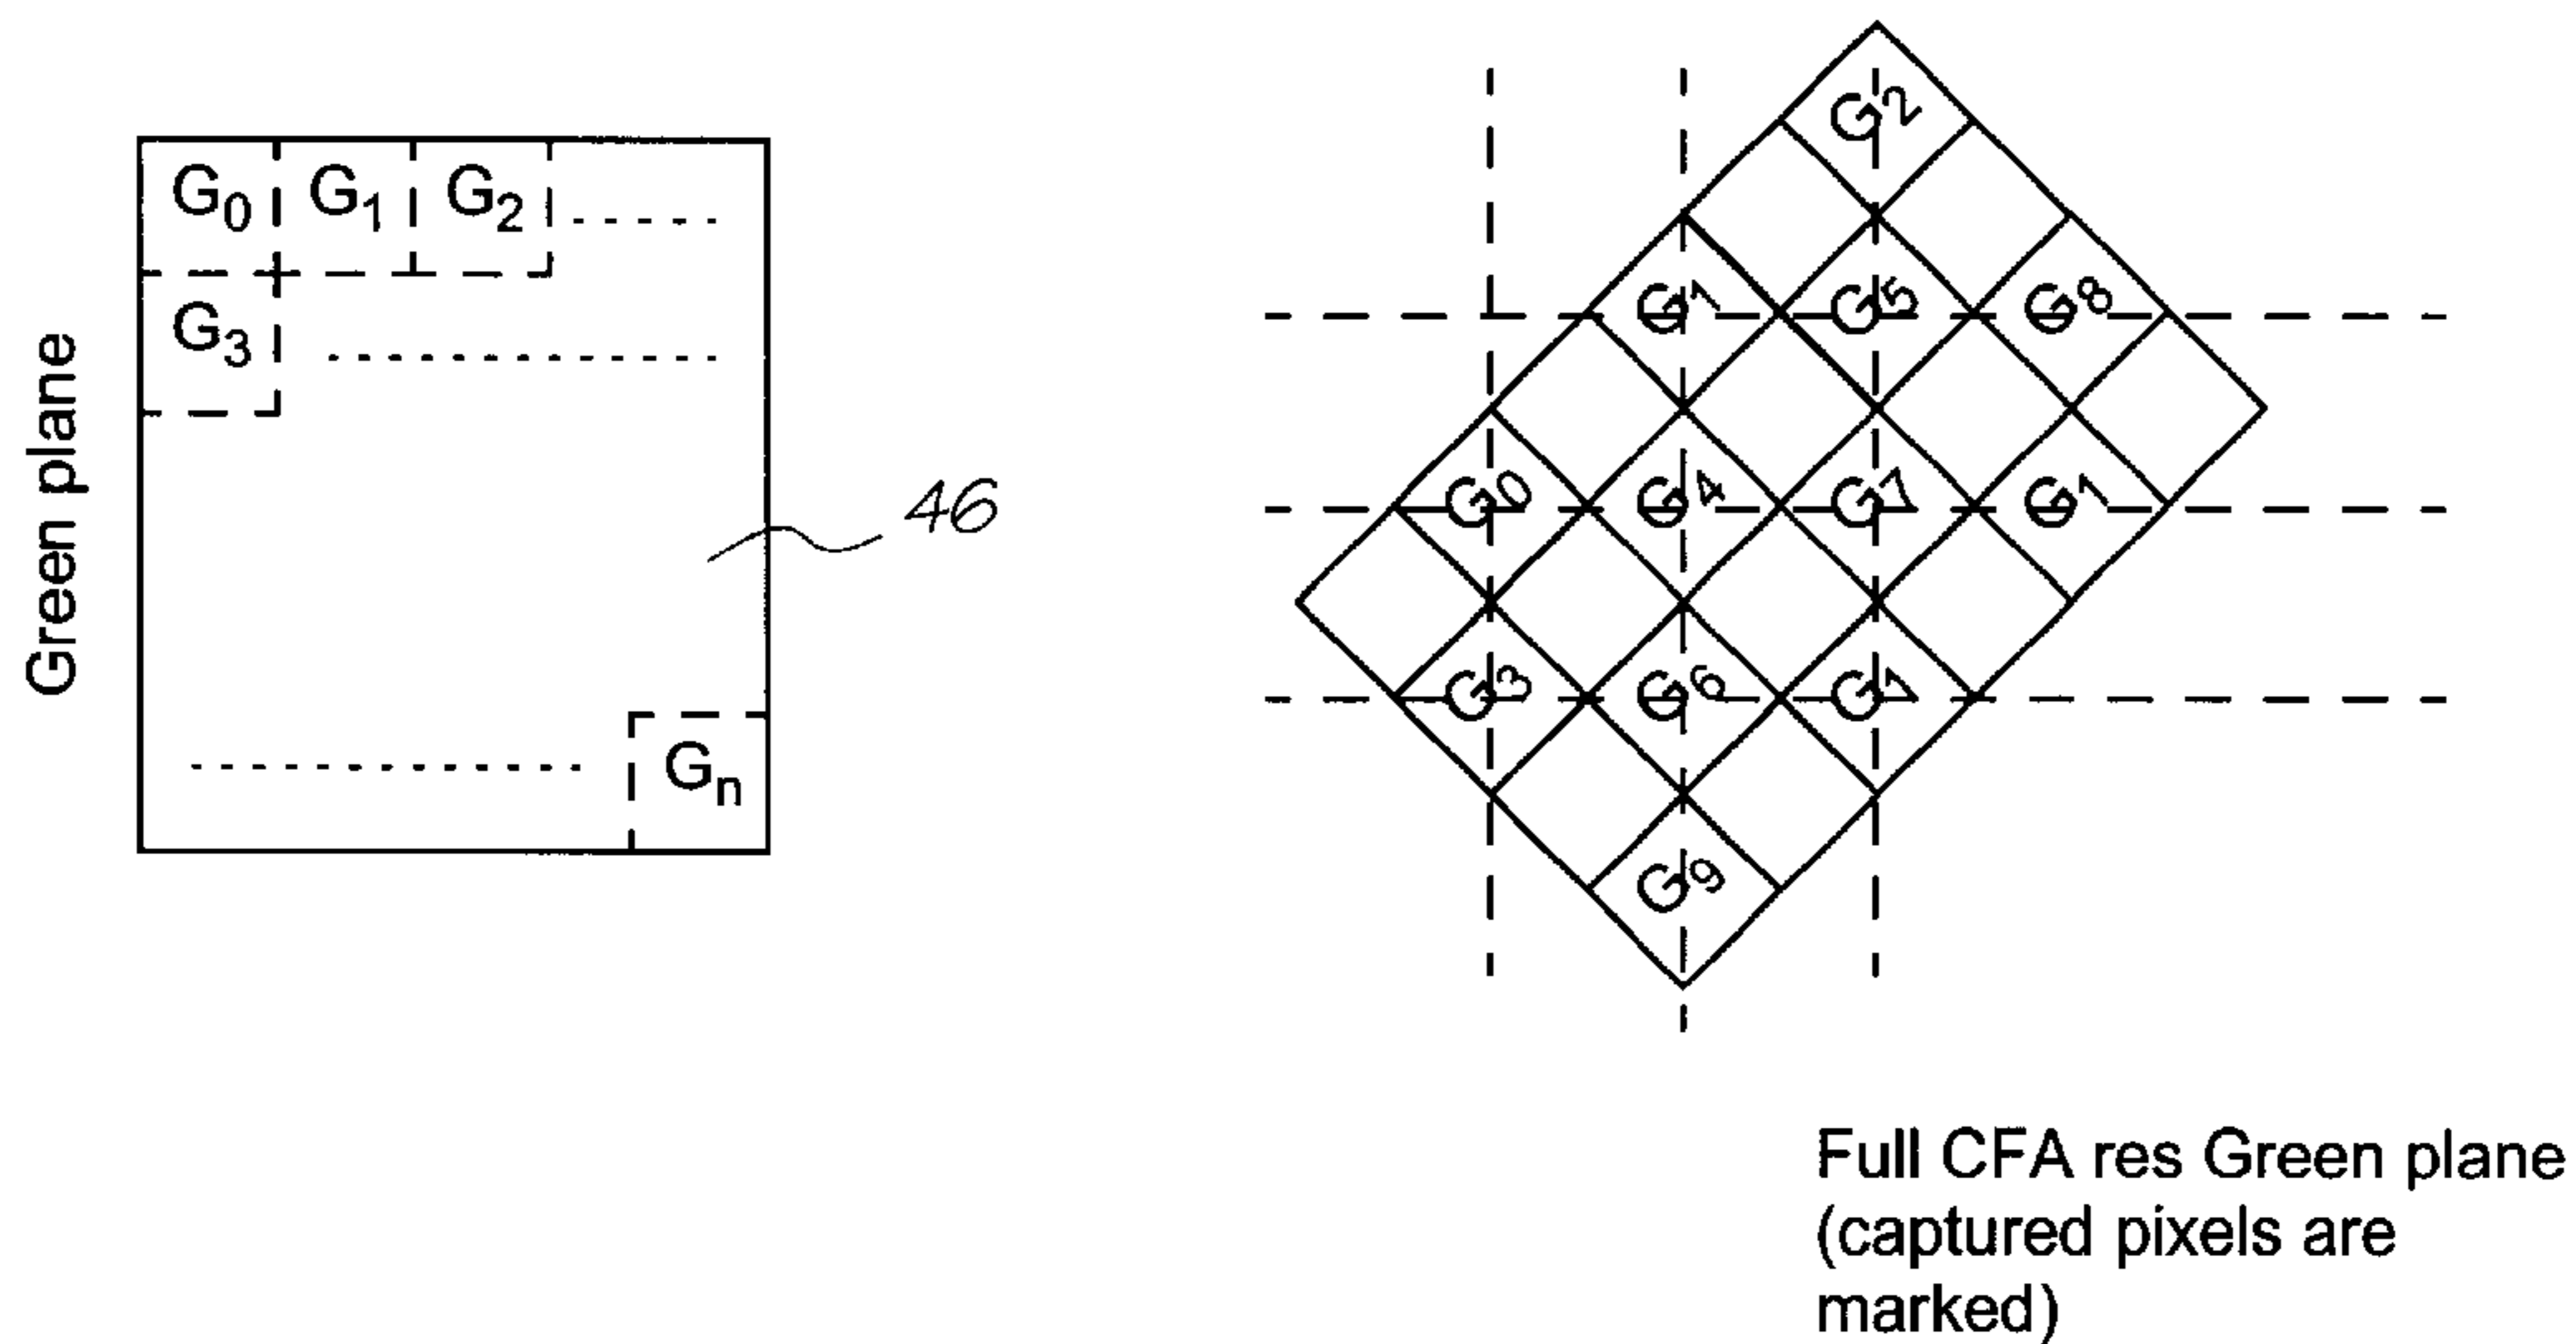 Green plane
G0 G1 G2
G3
Gn
46
G2
G1 G5 G8
G0 G4 G7 G1
G3 G6 G1
G9
Full CFA res Green plane
(captured pixels are
marked)